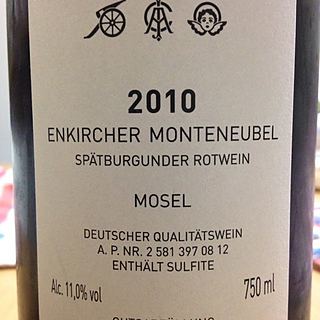 2010
ENKIRCHER MONTENEUBEL
SPÄTBURGUNDER ROTWEIN
MOSEL
DEUTSCHER QUALITÄTSWEIN
A. P. NR. 2 581 397 08 12
ENTHÄLT SULFITE
Alc. 11,0% vol
750 ml